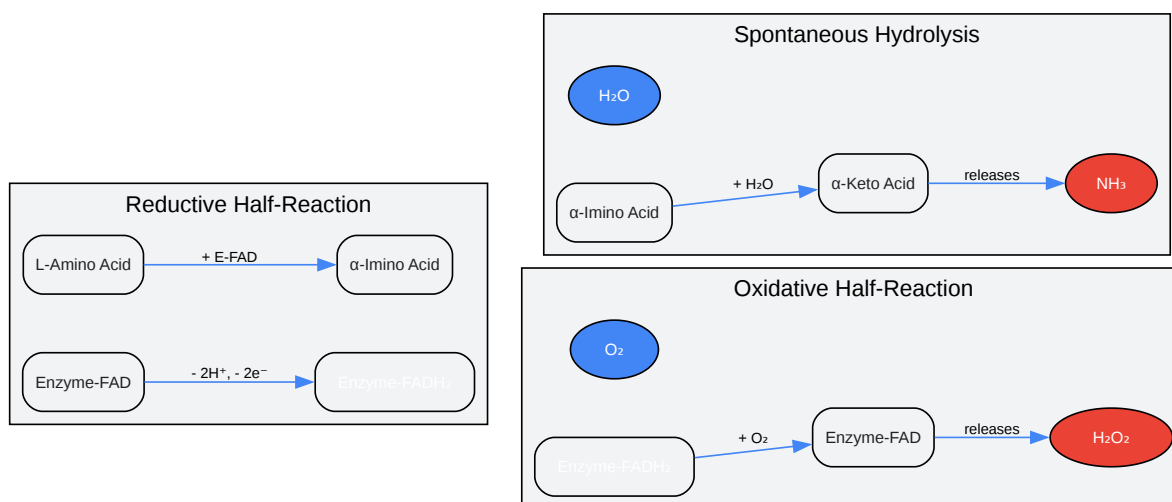 Reductive Half-Reaction
L-Amino Acid
+ E-FAD
α-Imino Acid
Enzyme-FAD
- 2H⁺, - 2e⁻
Enzyme-FADH₂
Spontaneous Hydrolysis
H₂O
α-Imino Acid
+ H₂O
α-Keto Acid
releases
NH₃
Oxidative Half-Reaction
O₂
Enzyme-FADH₂
+ O₂
Enzyme-FAD
releases
H₂O₂